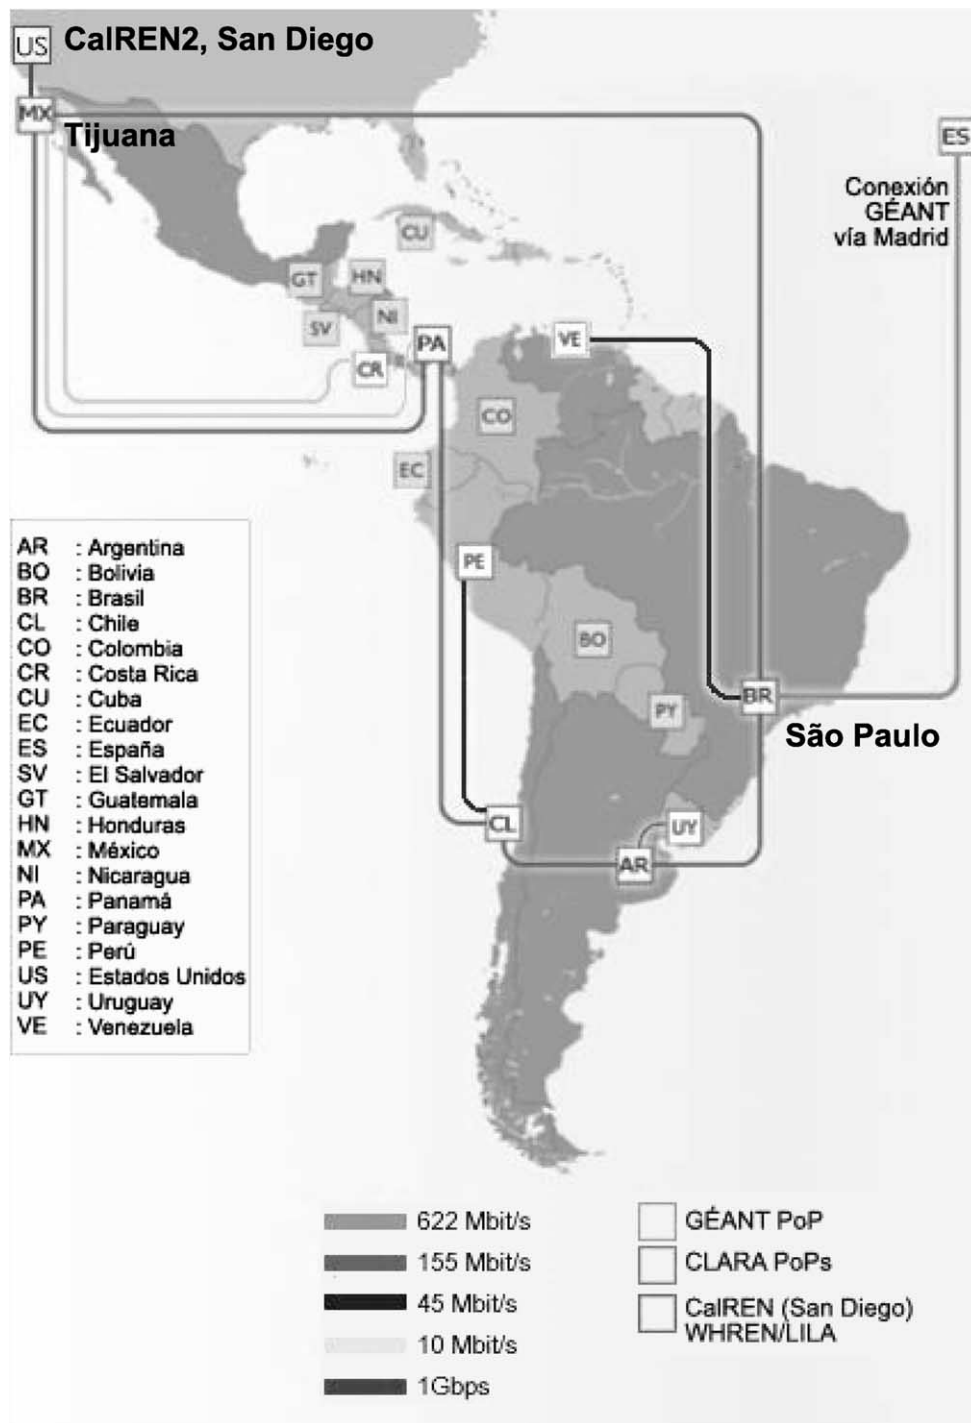 US CalREN2, San Diego
MX
Tijuana
ES
Conexión
GÉANT
vía Madrid
CU
GT
HN
SV
NI
PA
VE
CR
CO
EC
PE
BO
BR
PY
São Paulo
CL
UY
AR
AR : Argentina
BO : Bolivia
BR : Brasil
CL : Chile
CO : Colombia
CR : Costa Rica
CU : Cuba
EC : Ecuador
ES : España
SV : El Salvador
GT : Guatemala
HN : Honduras
MX : México
NI : Nicaragua
PA : Panamá
PY : Paraguay
PE : Perú
US : Estados Unidos
UY : Uruguay
VE : Venezuela
622 Mbit/s
155 Mbit/s
45 Mbit/s
10 Mbit/s
1Gbps
GÉANT PoP
CLARA PoPs
CalREN (San Diego)
WHREN/LILA